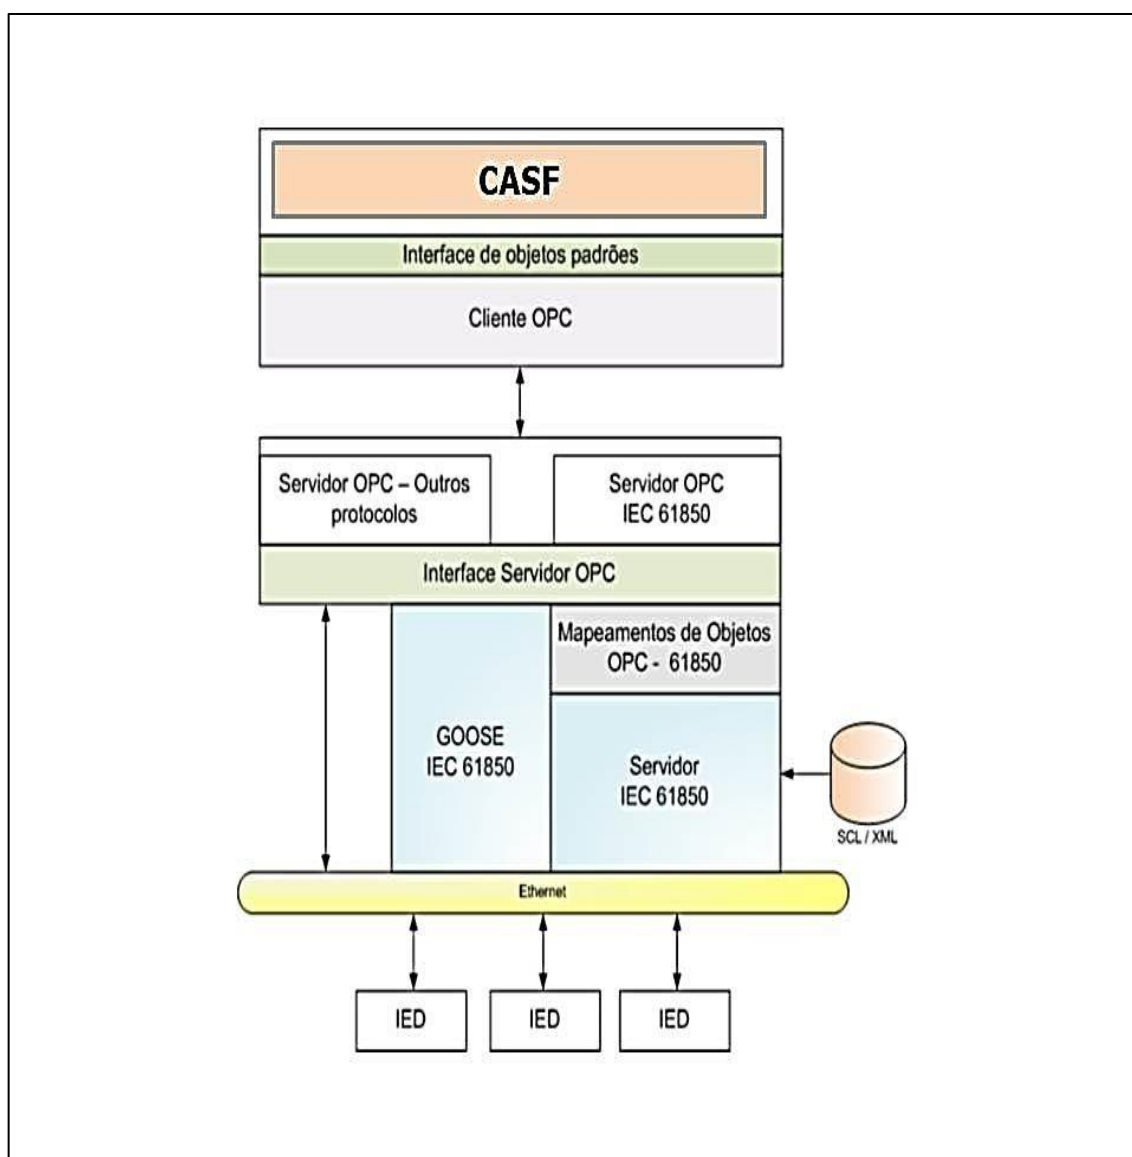 CASF
Interface de objetos padrões
Cliente OPC
Servidor OPC – Outros
protocolos
Servidor OPC
IEC 61850
Interface Servidor OPC
Mapeamentos de Objetos
OPC - 61850
GOOSE
IEC 61850
Servidor
IEC 61850
SCL / XML
Ethernet
IED
IED
IED